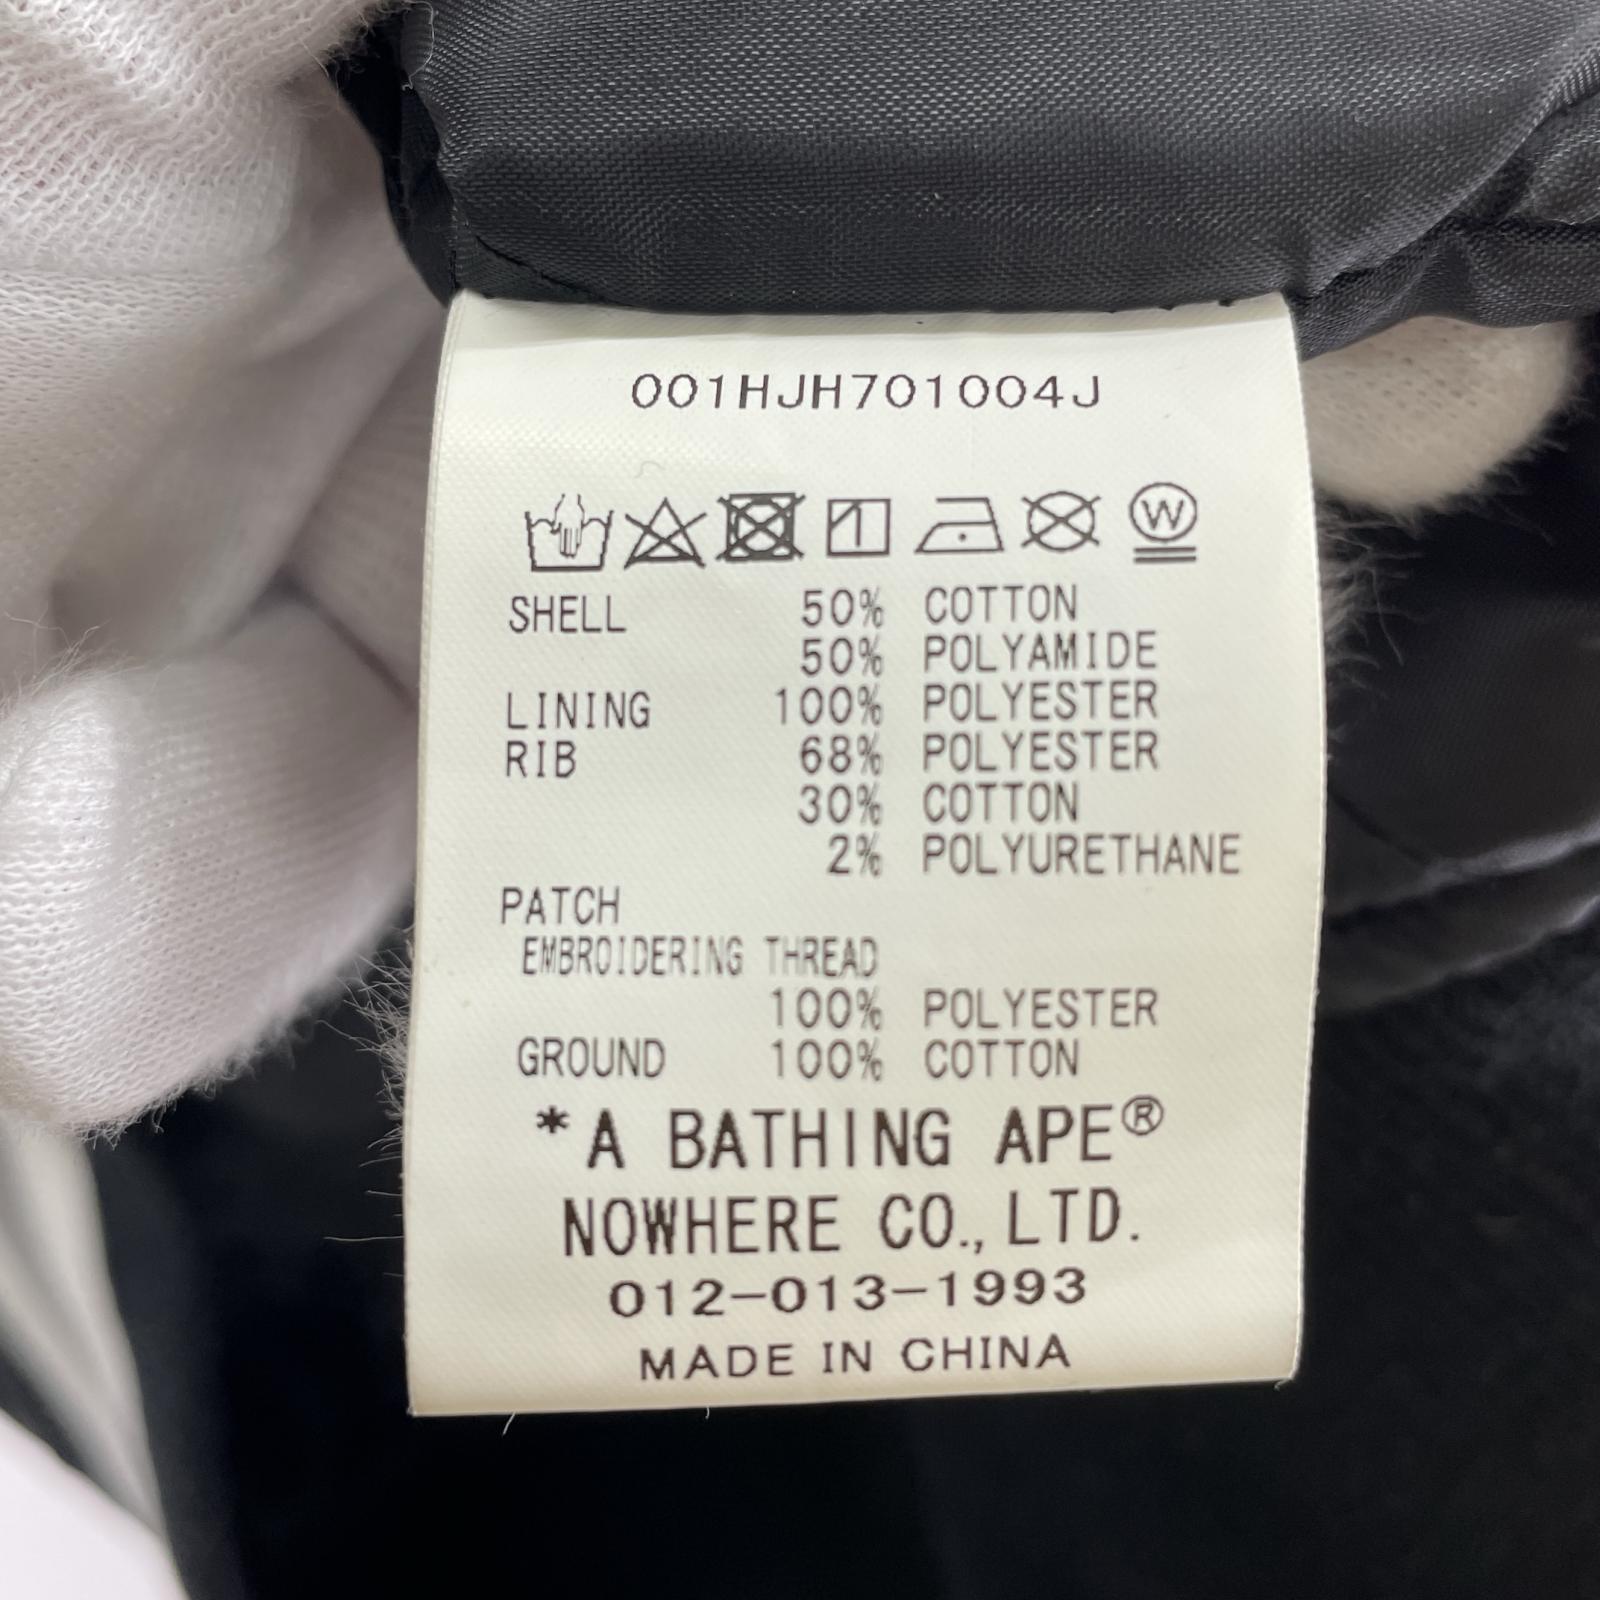 001HJH701004J
W
SHELL 50% COTTON
50% POLYAMIDE
LINING 100% POLYESTER
RIB 68% POLYESTER
30% COTTON
2% POLYURETHANE
PATCH
EMBROIDERING THREAD
100% POLYESTER
GROUND 100% COTTON
*A BATHING APE®
NOWHERE CO., LTD.
012-013-1993
MADE IN CHINA